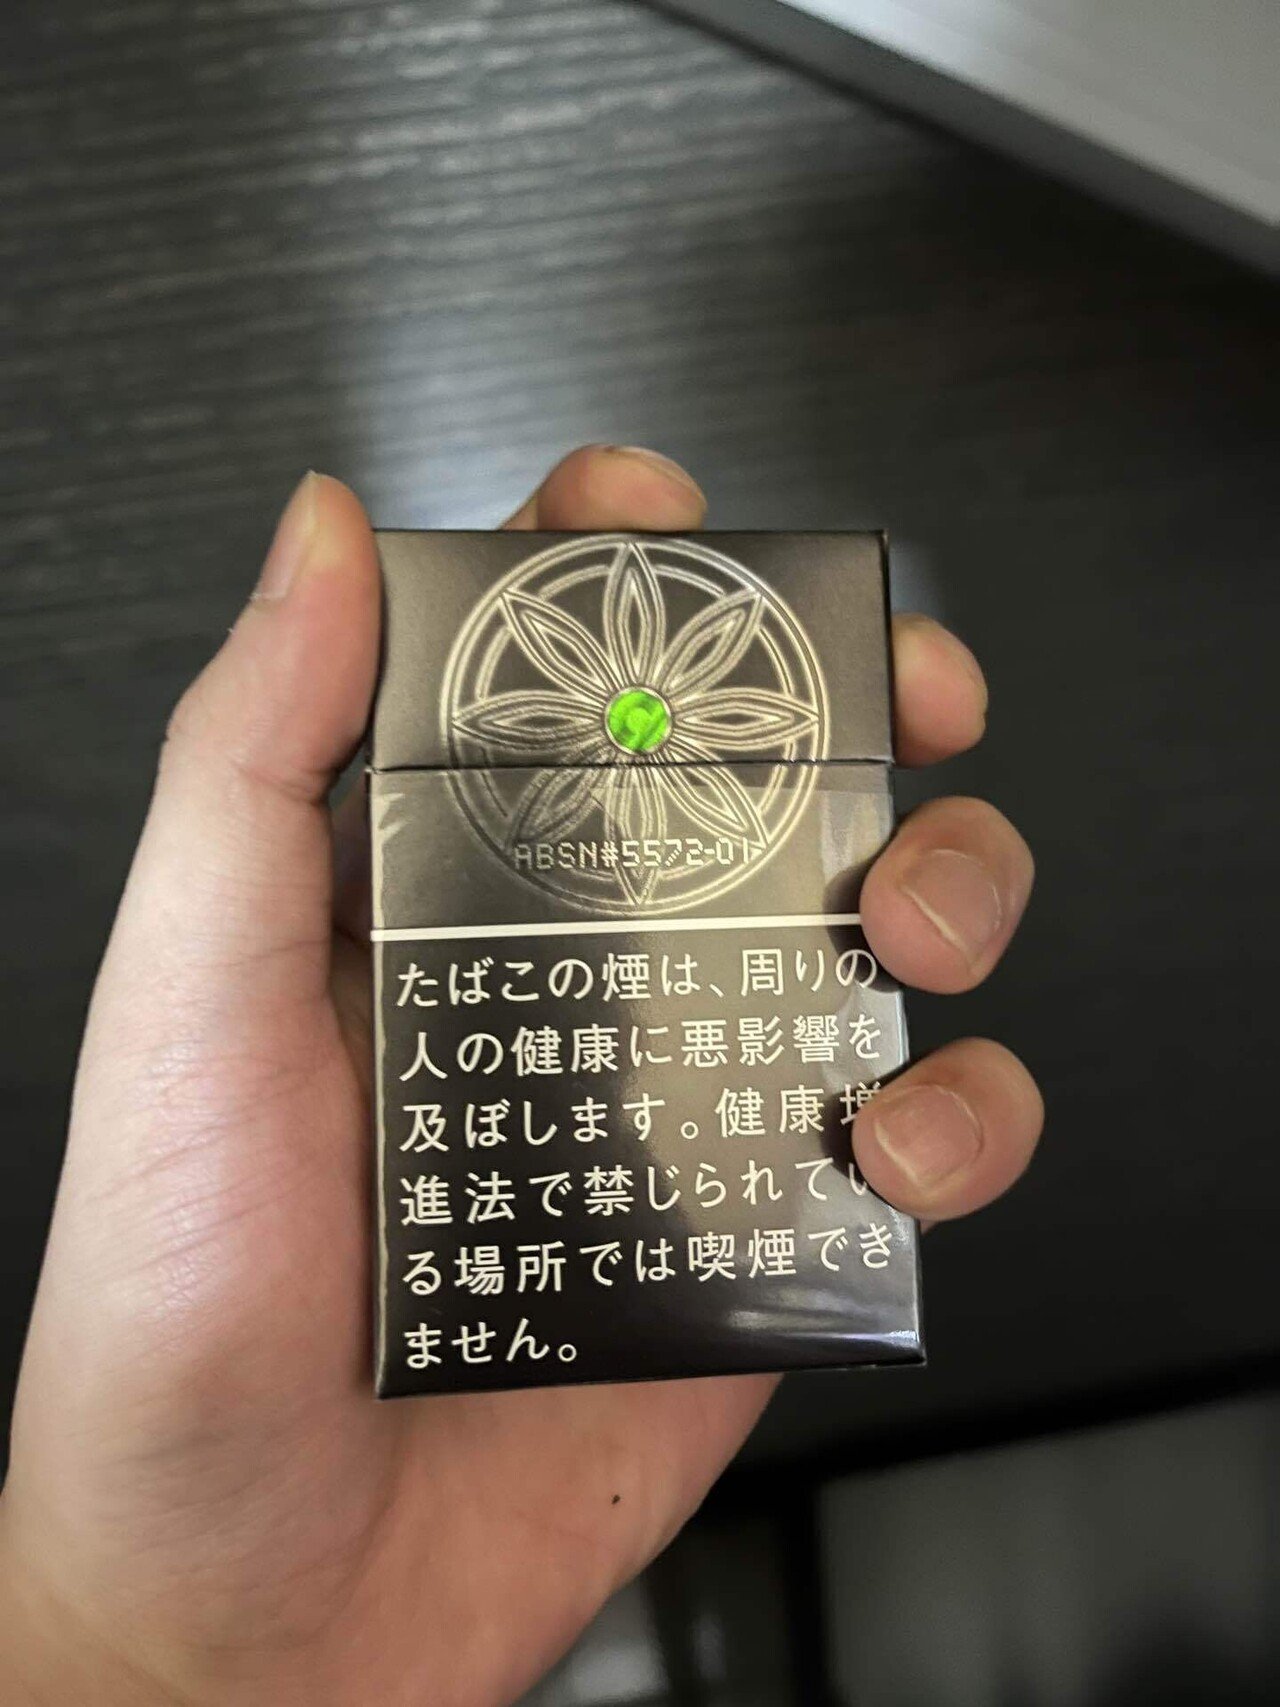 ABSN#5572-01
たばこの煙は、周りの
人の健康に悪影響を
及ぼします。健康増
進法で禁じられてい
る場所では喫煙でき
ません。